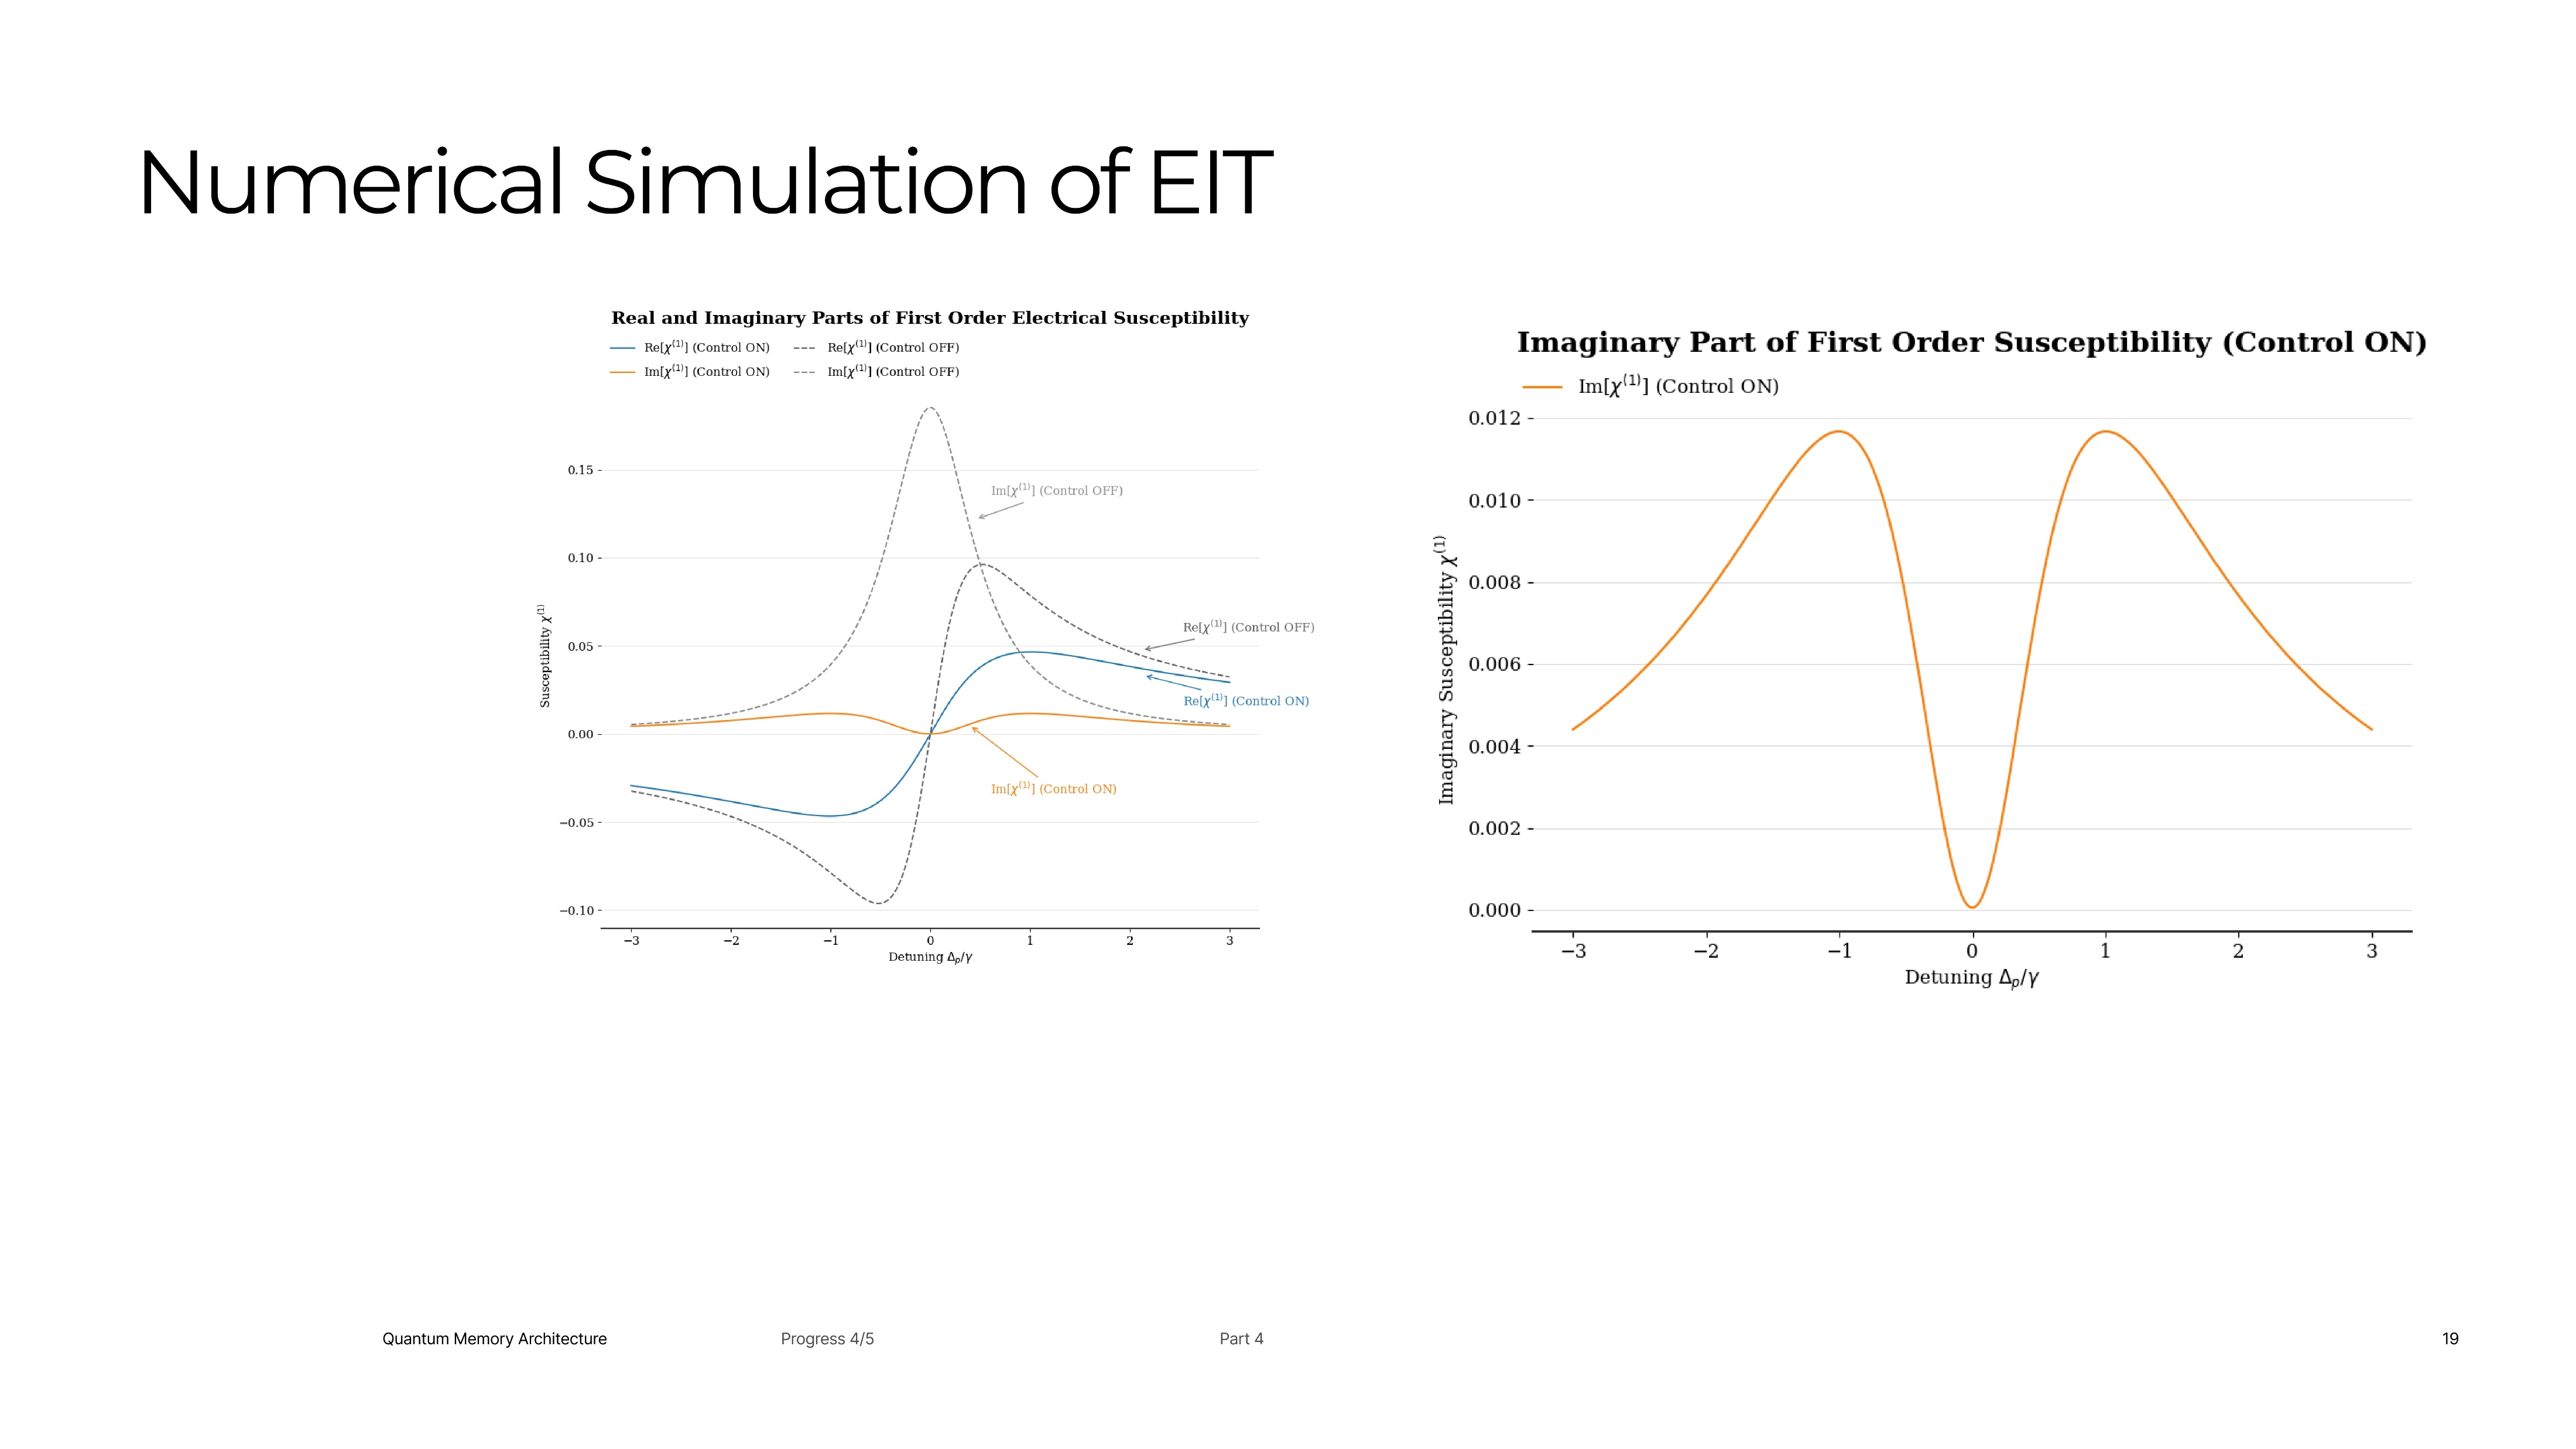 Numerical Simulation of EIT
Real and Imaginary Parts of First Order Electrical Susceptibility
Re[χ⁽¹⁾] (Control ON)
Im[χ⁽¹⁾] (Control ON)
Re[χ⁽¹⁾] (Control OFF)
Im[χ⁽¹⁾] (Control OFF)
Susceptibility χ⁽¹⁾
0.15
0.10
0.05
0.00
−0.05
−0.10
Im[χ⁽¹⁾] (Control OFF)
Re[χ⁽¹⁾] (Control OFF)
Re[χ⁽¹⁾] (Control ON)
Im[χ⁽¹⁾] (Control ON)
−3 −2 −1 0 1 2 3
Detuning Δₚ/γ
Imaginary Part of First Order Susceptibility (Control ON)
Im[χ⁽¹⁾] (Control ON)
Imaginary Susceptibility χ⁽¹⁾
0.012
0.010
0.008
0.006
0.004
0.002
0.000
−3 −2 −1 0 1 2 3
Detuning Δₚ/γ
Quantum Memory Architecture
Progress 4/5
Part 4
19